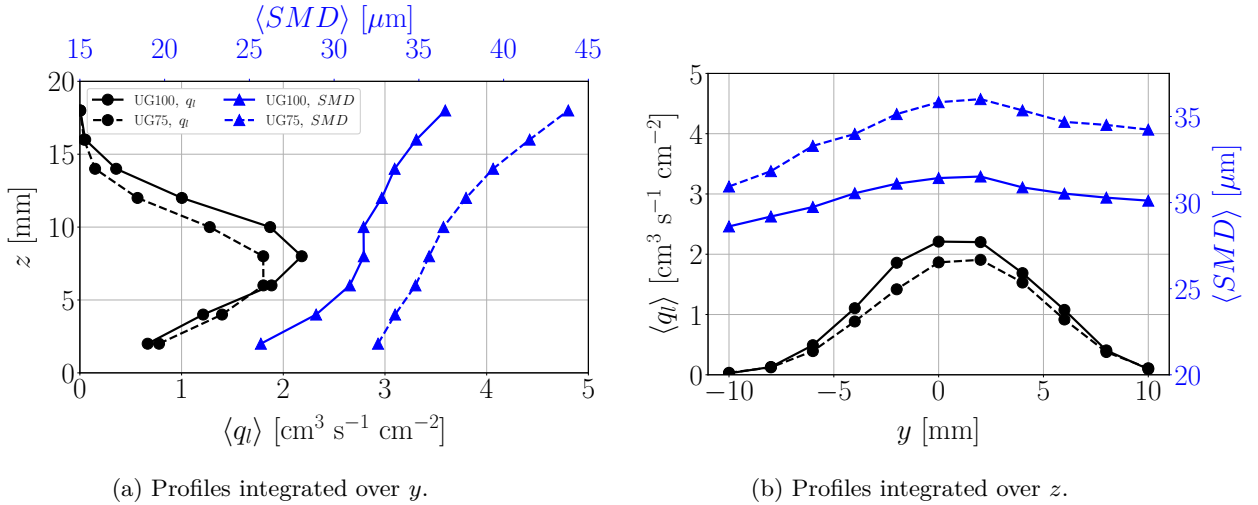 ⟨SMD⟩ [μm]
15 20 25 30 35 40 45
20
15
10
5
0
z [mm]
UG100, q_l
UG75, q_l
UG100, SMD
UG75, SMD
0 1 2 3 4 5
⟨q_l⟩ [cm³ s⁻¹ cm⁻²]
(a) Profiles integrated over y.
5
4
3
2
1
0
⟨q_l⟩ [cm³ s⁻¹ cm⁻²]
35
30
25
20
⟨SMD⟩ [μm]
−10 −5 0 5 10
y [mm]
(b) Profiles integrated over z.